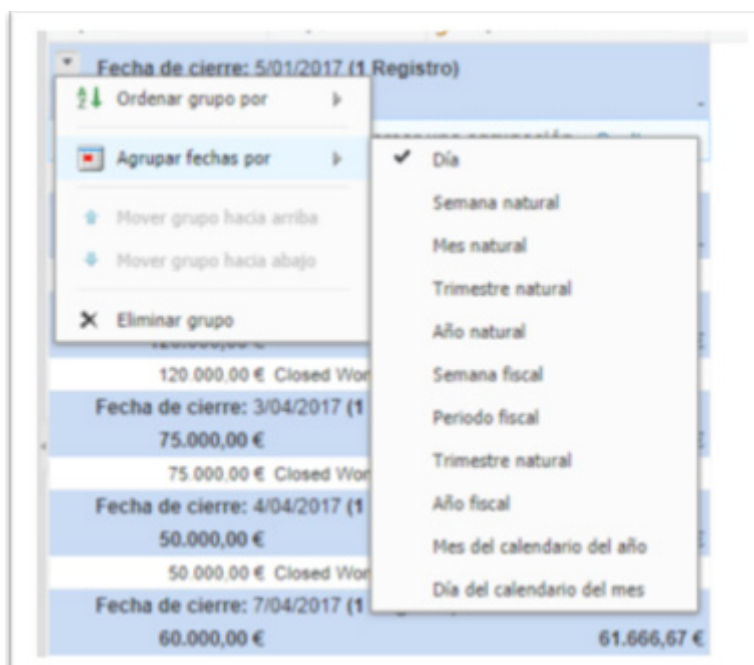 Fecha de cierre: 5/01/2017 (1 Registro)
Ordenar grupo por
Agrupar fechas por
Mover grupo hacia arriba
Mover grupo hacia abajo
Eliminar grupo
Día
Semana natural
Mes natural
Trimestre natural
Año natural
Semana fiscal
Periodo fiscal
Trimestre natural
Año fiscal
Mes del calendario del año
Día del calendario del mes
120.000,00 € Closed Won
Fecha de cierre: 3/04/2017 (1
75.000,00 €
75.000,00 € Closed Won
Fecha de cierre: 4/04/2017 (1
50.000,00 €
50.000,00 € Closed Won
Fecha de cierre: 7/04/2017 (1
60.000,00 € 61.666,67 €